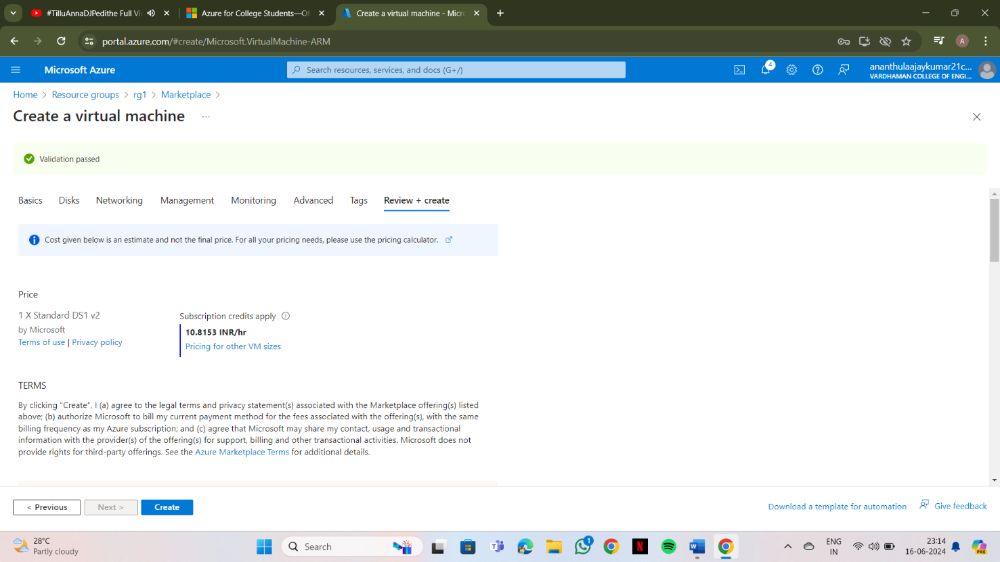 #TilluAnnaDJPedithe Full Vi
Azure for College Students—Of
Create a virtual machine - Micro
portal.azure.com/#create/Microsoft.VirtualMachine-ARM
A
Microsoft Azure
Search resources, services, and docs (G+/)
4
ananthulaajaykumar21c...
VARDHAMAN COLLEGE OF ENGI...
Home > Resource groups > rg1 > Marketplace >
Create a virtual machine ...
Validation passed
Basics Disks Networking Management Monitoring Advanced Tags Review + create
Cost given below is an estimate and not the final price. For all your pricing needs, please use the pricing calculator.
Price
1 X Standard DS1 v2
by Microsoft
Terms of use | Privacy policy
Subscription credits apply
10.8153 INR/hr
Pricing for other VM sizes
TERMS
By clicking "Create", I (a) agree to the legal terms and privacy statement(s) associated with the Marketplace offering(s) listed
above; (b) authorize Microsoft to bill my current payment method for the fees associated with the offering(s), with the same
billing frequency as my Azure subscription; and (c) agree that Microsoft may share my contact, usage and transactional
information with the provider(s) of the offering(s) for support, billing and other transactional activities. Microsoft does not
provide rights for third-party offerings. See the Azure Marketplace Terms for additional details.
< Previous Next > Create
Download a template for automation Give feedback
28°C
Partly cloudy
Search
1
ENG
IN
23:14
16-06-2024
PRE